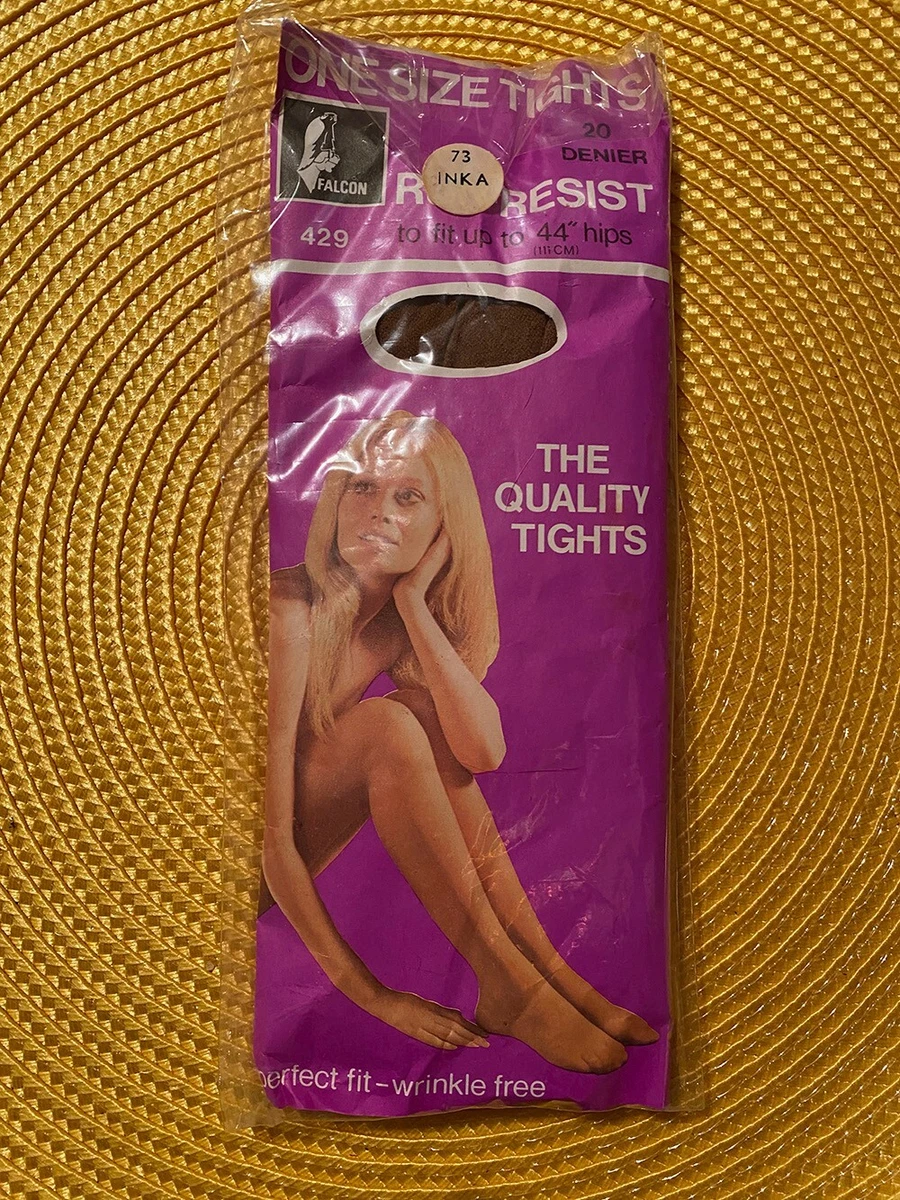 ONE SIZE TIGHTS
FALCON
20
DENIER
73
INKA
RESIST
429
to fit up to 44" hips
(111CM)
THE
QUALITY
TIGHTS
perfect fit – wrinkle free